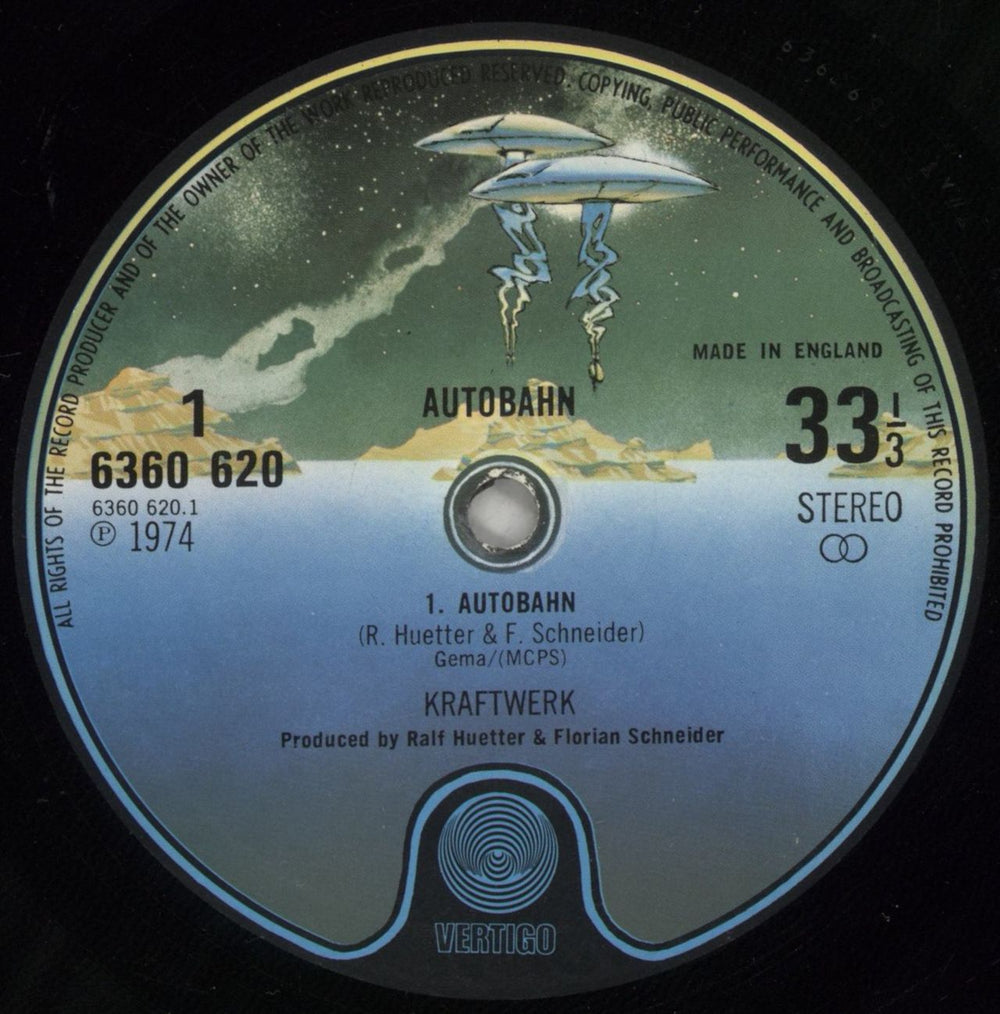 ALL RIGHTS OF THE RECORD PRODUCER AND OF THE OWNER OF THE WORK REPRODUCED RESERVED. COPYING, PUBLIC PERFORMANCE AND BROADCASTING OF THIS RECORD PROHIBITED
MADE IN ENGLAND
AUTOBAHN
1
6360 620
6360 620.1
Ⓟ 1974
33⅓
STEREO
1. AUTOBAHN
(R. Huetter & F. Schneider)
Gema/(MCPS)
KRAFTWERK
Produced by Ralf Huetter & Florian Schneider
VERTIGO